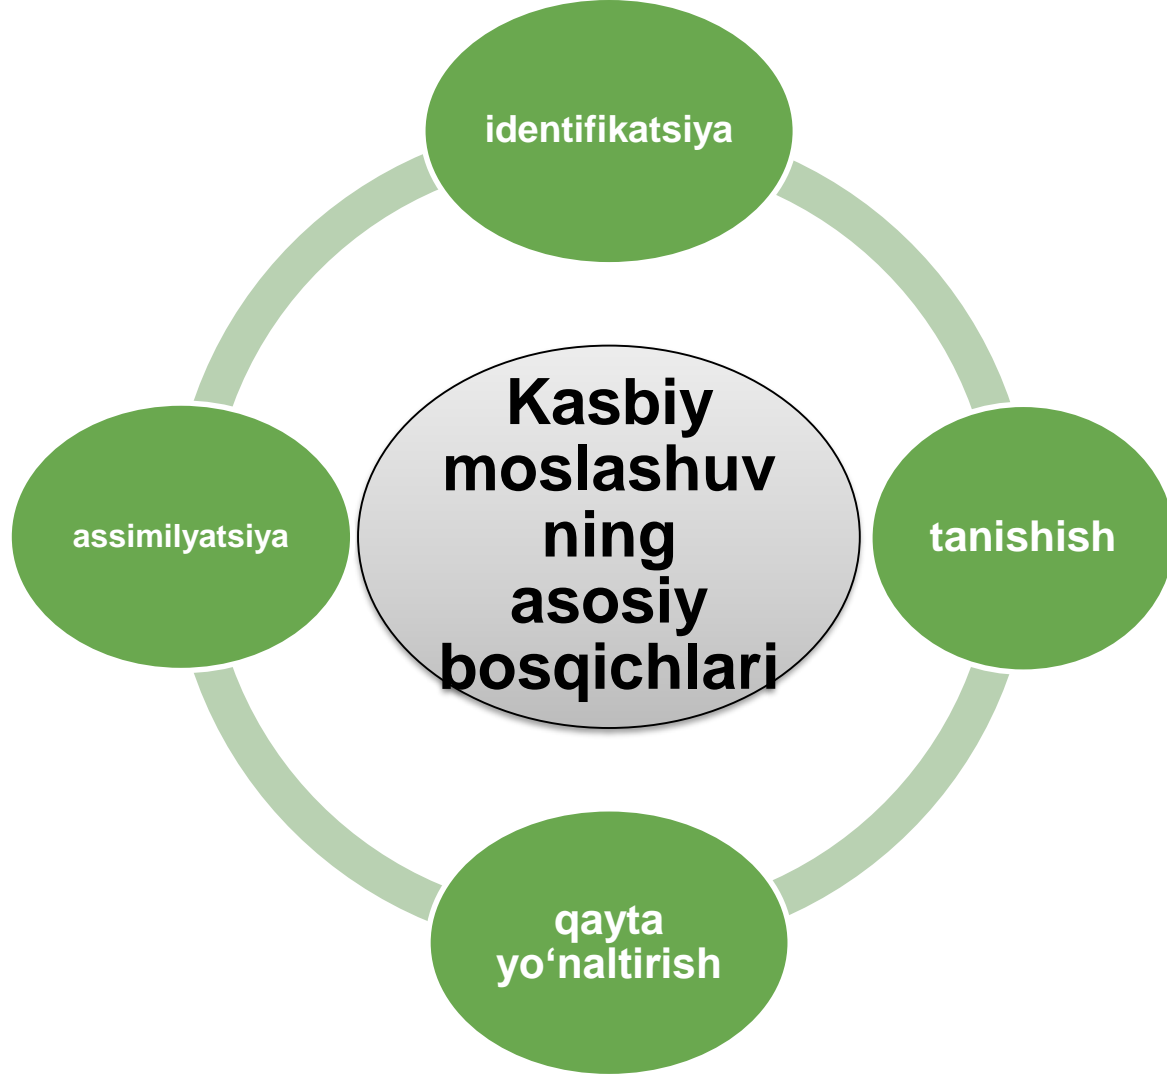 identifikatsiya
Kasbiy
moslashuv
ning
asosiy
bosqichlari
assimilyatsiya
tanishish
qayta
yo‘naltirish